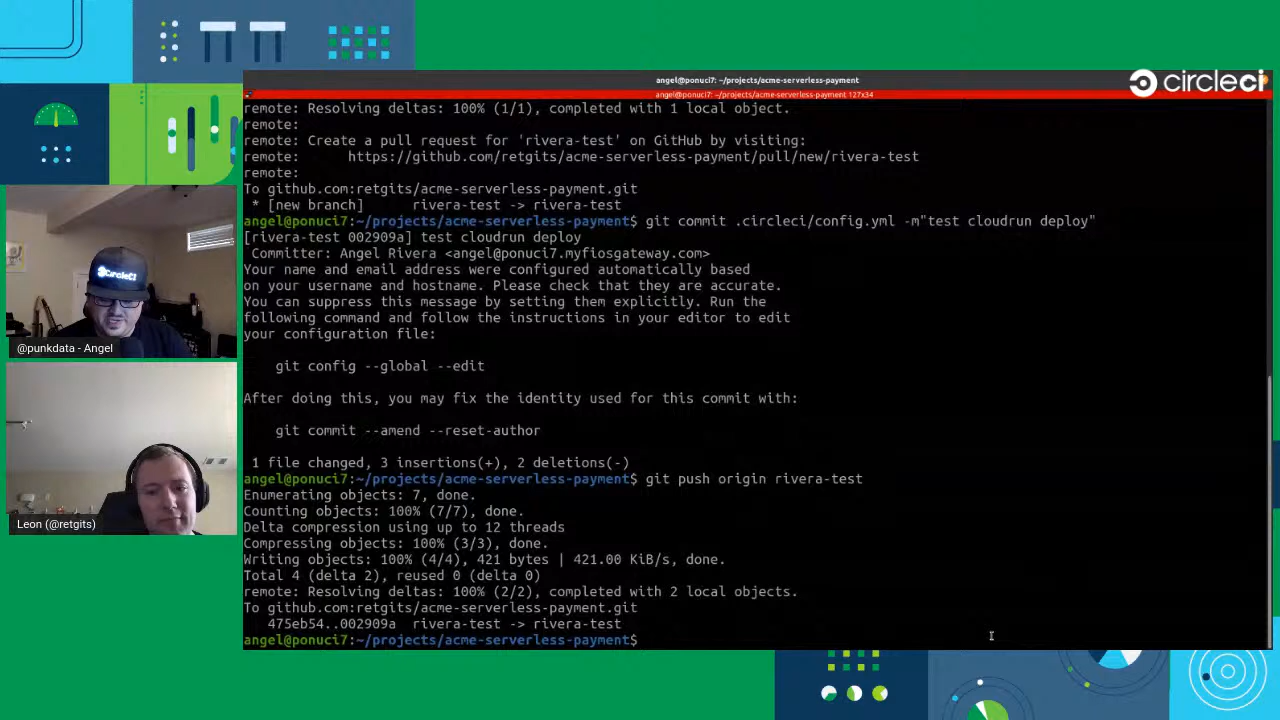 angel@ponuci7: ~/projects/acme-serverless-payment
circleci
angel@ponuci7: ~/projects/acme-serverless-payment 127x34
remote: Resolving deltas: 100% (1/1), completed with 1 local object.
remote:
remote: Create a pull request for 'rivera-test' on GitHub by visiting:
remote:      https://github.com/retgits/acme-serverless-payment/pull/new/rivera-test
remote:
To github.com:retgits/acme-serverless-payment.git
 * [new branch]      rivera-test -> rivera-test
angel@ponuci7:~/projects/acme-serverless-payment$ git commit .circleci/config.yml -m"test cloudrun deploy"
[rivera-test 002909a] test cloudrun deploy
 Committer: Angel Rivera <angel@ponuci7.myfiosgateway.com>
Your name and email address were configured automatically based
on your username and hostname. Please check that they are accurate.
You can suppress this message by setting them explicitly. Run the
following command and follow the instructions in your editor to edit
your configuration file:
    git config --global --edit
After doing this, you may fix the identity used for this commit with:
    git commit --amend --reset-author
 1 file changed, 3 insertions(+), 2 deletions(-)
angel@ponuci7:~/projects/acme-serverless-payment$ git push origin rivera-test
Enumerating objects: 7, done.
Counting objects: 100% (7/7), done.
Delta compression using up to 12 threads
Compressing objects: 100% (3/3), done.
Writing objects: 100% (4/4), 421 bytes | 421.00 KiB/s, done.
Total 4 (delta 2), reused 0 (delta 0)
remote: Resolving deltas: 100% (2/2), completed with 2 local objects.
To github.com:retgits/acme-serverless-payment.git
   475eb54..002909a  rivera-test -> rivera-test
angel@ponuci7:~/projects/acme-serverless-payment$
CircleCI
@punkdata - Angel
Leon (@retgits)